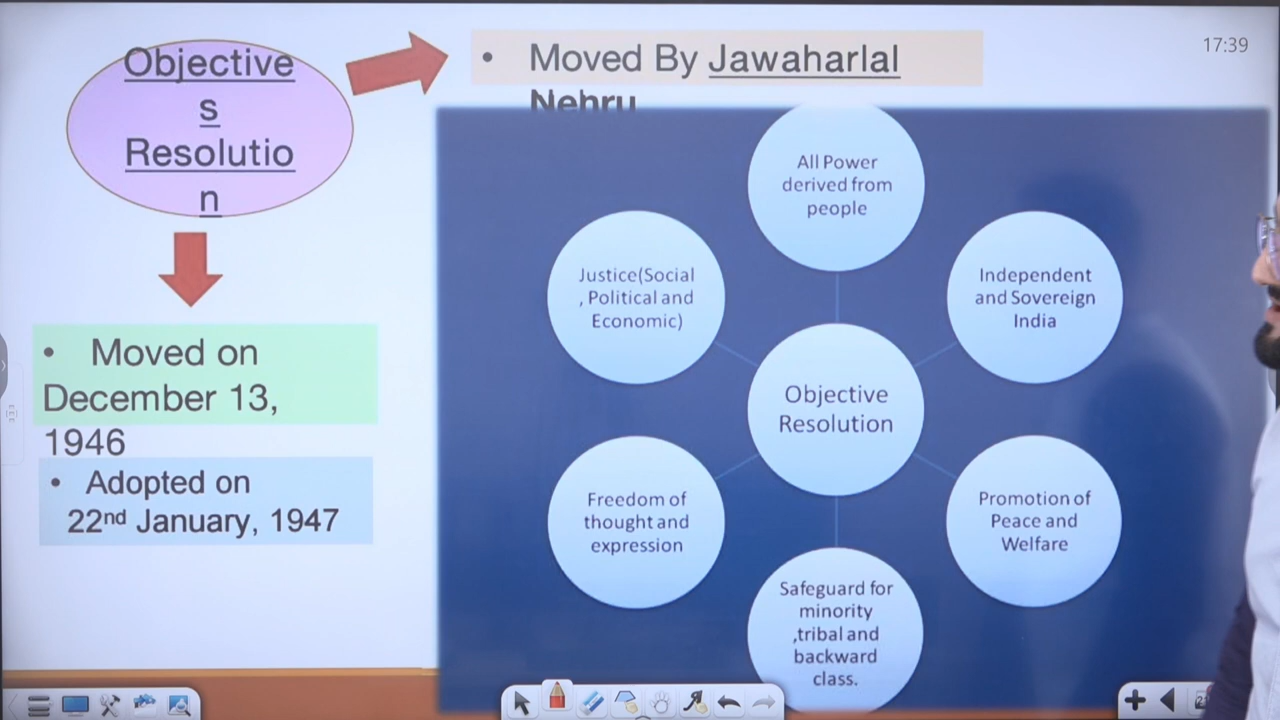 Objective
s
Resolutio
n
• Moved By Jawaharlal
Nehru
17:39
• Moved on
December 13,
1946
• Adopted on
22nd January, 1947
All Power
derived from
people
Independent
and Sovereign
India
Promotion of
Peace and
Welfare
Safeguard for
minority
,tribal and
backward
class.
Freedom of
thought and
expression
Justice(Social
, Political and
Economic)
Objective
Resolution